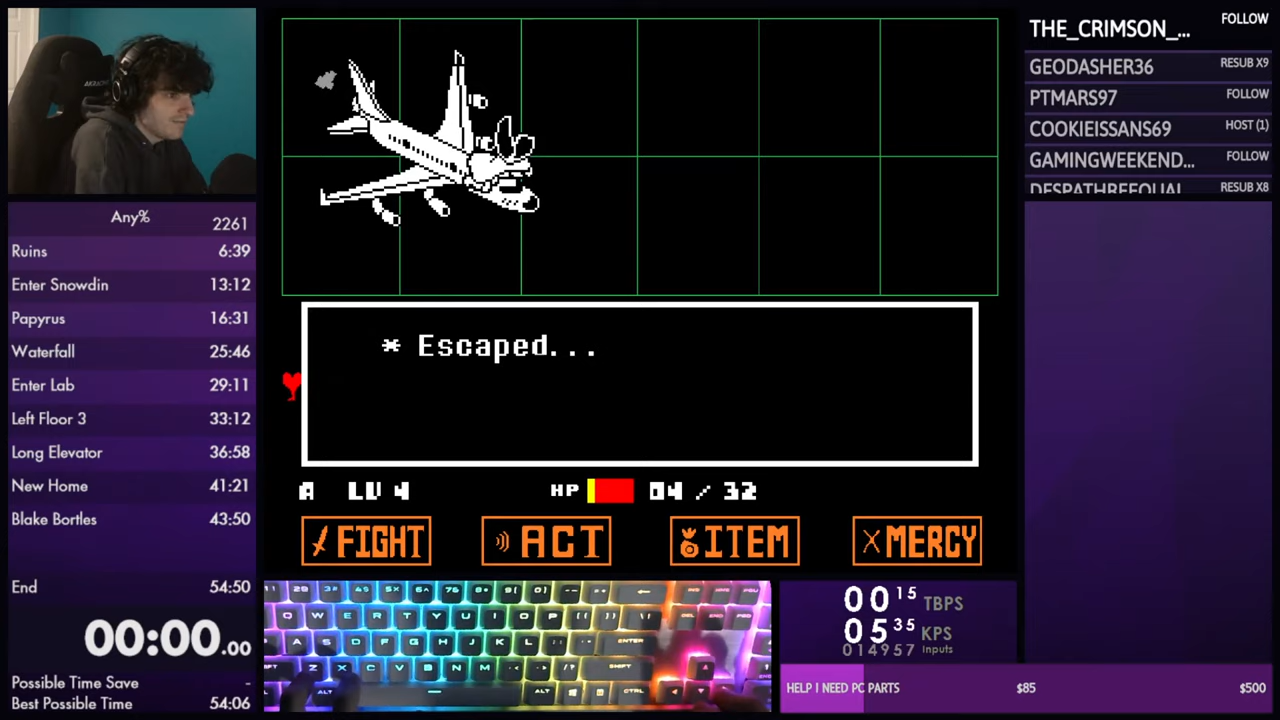 THE_CRIMSON_... FOLLOW
GEODASHER36 RESUB X9
PTMARS97 FOLLOW
COOKIEISSANS69 HOST (1)
GAMINGWEEKEND... FOLLOW
RESUB X8
Any% 2261
Ruins 6:39
Enter Snowdin 13:12
Papyrus 16:31
Waterfall 25:46
Enter Lab 29:11
Left Floor 3 33:12
Long Elevator 36:58
New Home 41:21
Blake Bortles 43:50
End 54:50
00:00.00
Possible Time Save -
Best Possible Time 54:06
* Escaped...
A LV 4 HP 04 / 32
FIGHT ACT ITEM MERCY
00 15 TBPS
05 35 KPS
014957 Inputs
HELP I NEED PC PARTS $85 $500